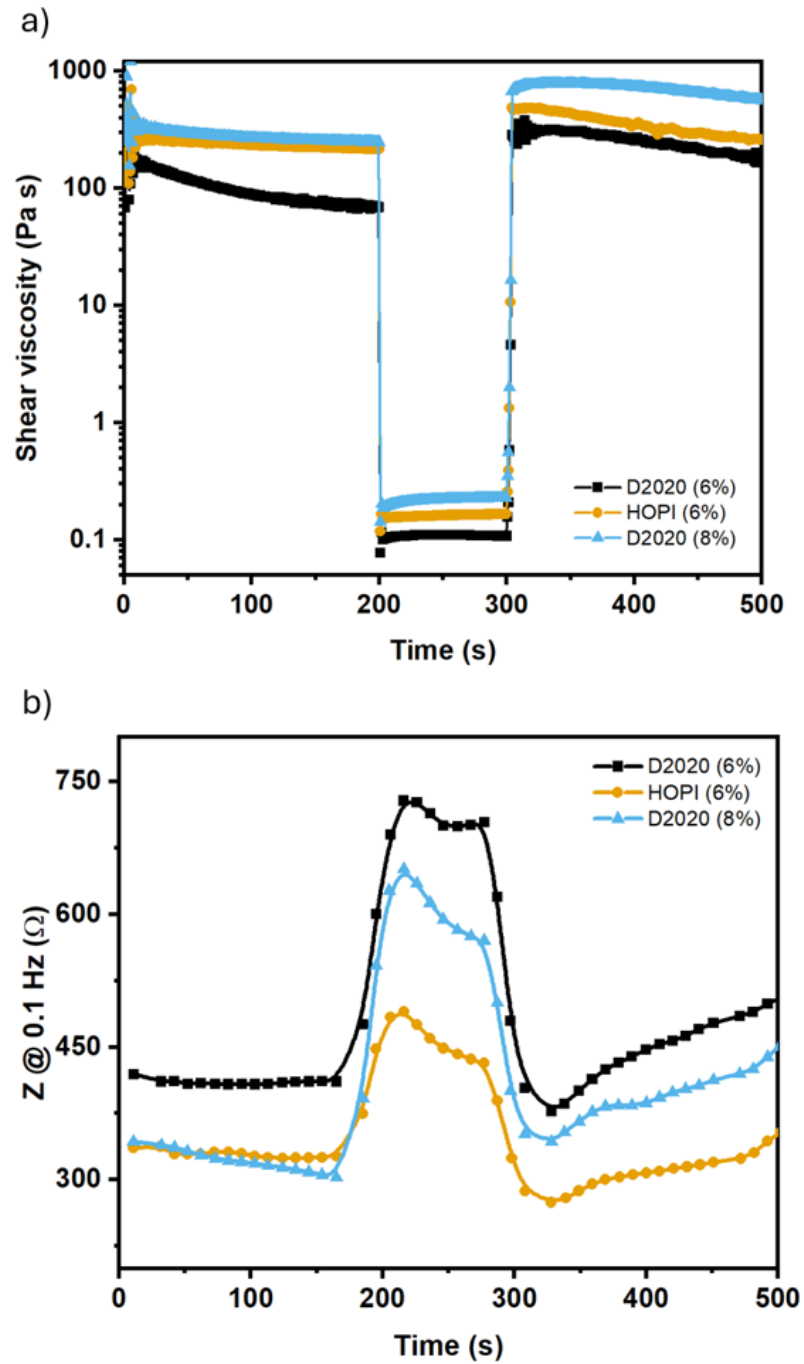 a)
1000
100
10
1
0.1
Shear viscosity (Pa s)
D2020 (6%)
HOPI (6%)
D2020 (8%)
0 100 200 300 400 500
Time (s)
b)
750
600
450
300
Z @ 0.1 Hz (Ω)
D2020 (6%)
HOPI (6%)
D2020 (8%)
0 100 200 300 400 500
Time (s)